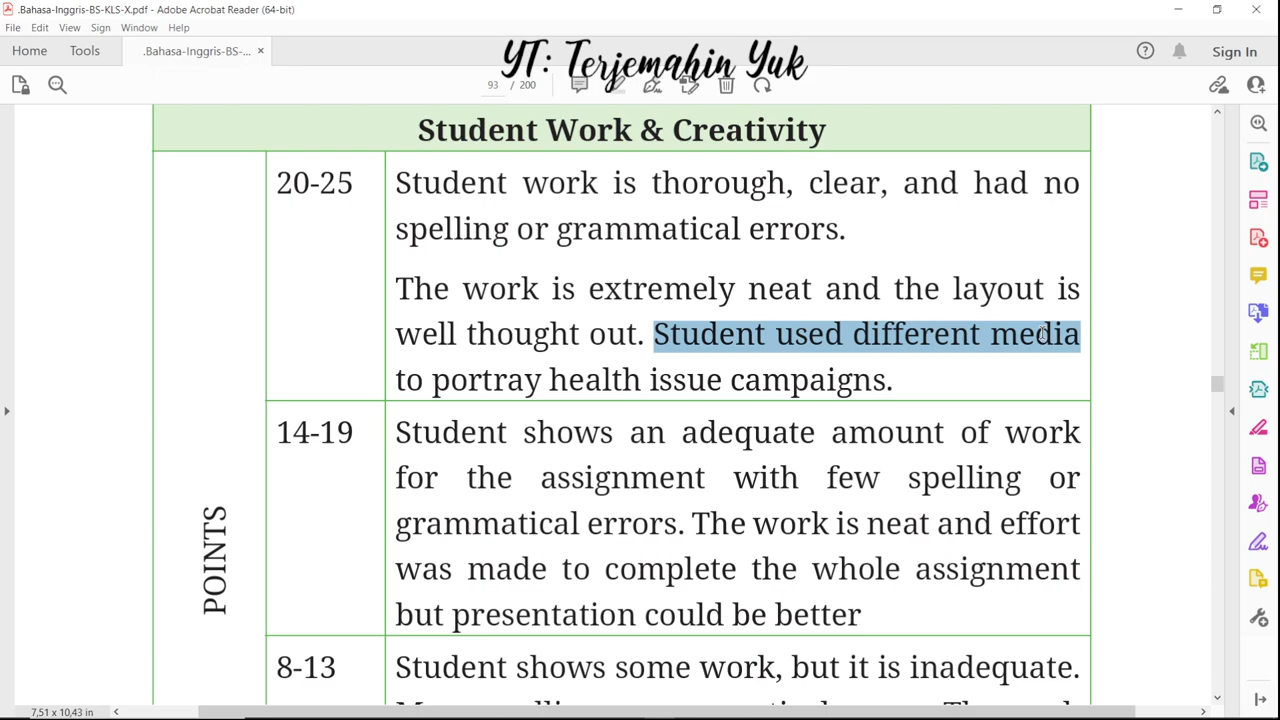 .Bahasa-Inggris-BS-KLS-X.pdf - Adobe Acrobat Reader (64-bit)
File Edit View Sign Window Help
Home Tools .Bahasa-Inggris-BS-... × Sign In
YT: Terjemahin Yuk
93 / 200
Student Work & Creativity
20-25 Student work is thorough, clear, and had no
spelling or grammatical errors.
The work is extremely neat and the layout is
well thought out. Student used different media
to portray health issue campaigns.
14-19 Student shows an adequate amount of work
for the assignment with few spelling or
grammatical errors. The work is neat and effort
was made to complete the whole assignment
but presentation could be better
POINTS
8-13 Student shows some work, but it is inadequate.
7,51 x 10,43 in